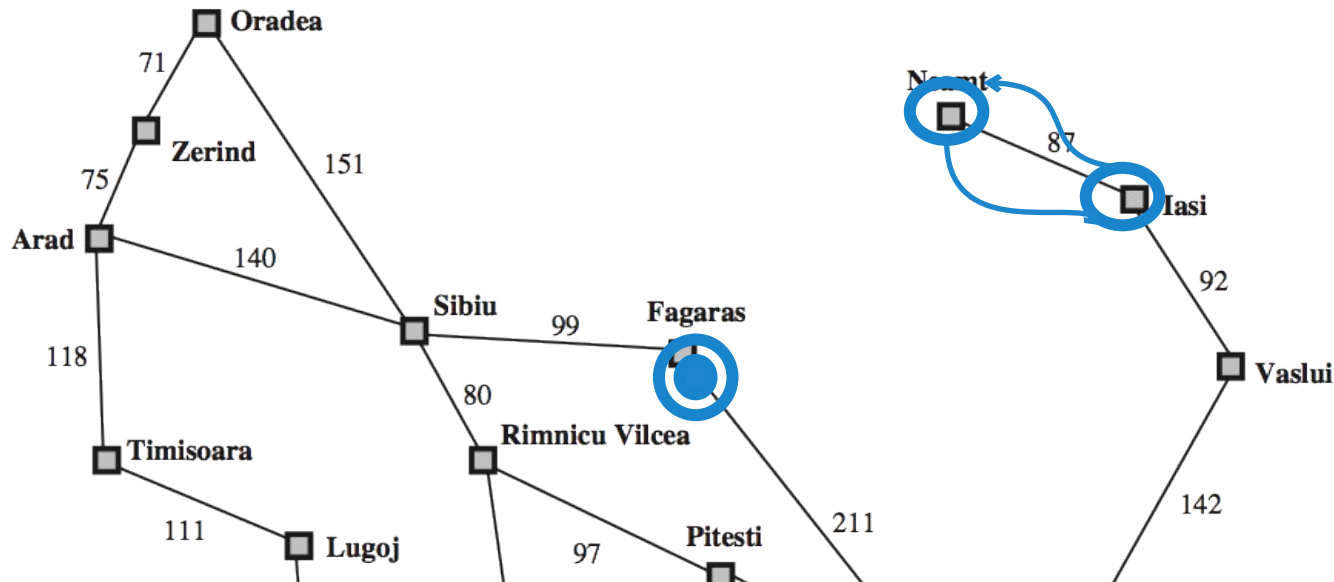 Oradea
71
Neamt
Zerind
87
151
75
Iasi
Arad
140
92
Sibiu
Fagaras
99
118
Vaslui
80
Rimnicu Vilcea
Timisoara
142
111
211
Pitesti
Lugoj
97